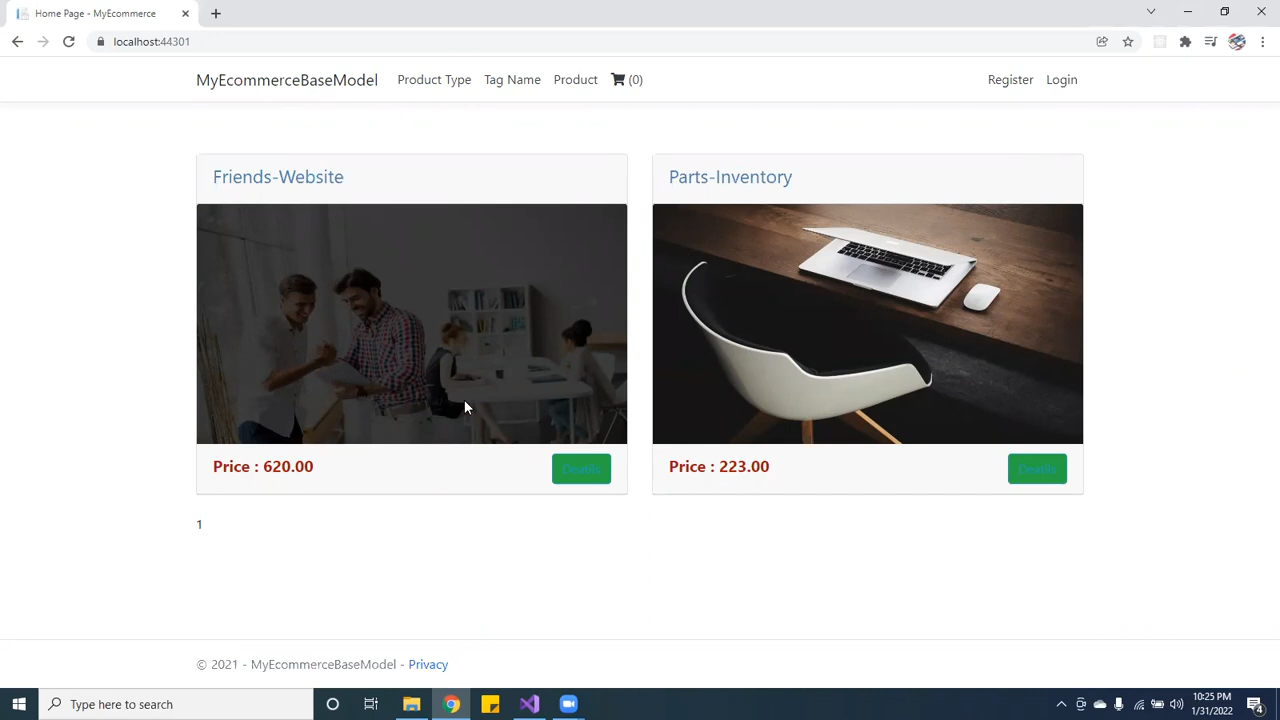 Home Page - MyEcommerce
localhost:44301
MyEcommerceBaseModel Product Type Tag Name Product (0) Register Login
Friends-Website
Parts-Inventory
Price : 620.00
Price : 223.00
1
© 2021 - MyEcommerceBaseModel - Privacy
Type here to search
10:25 PM
1/31/2022
4